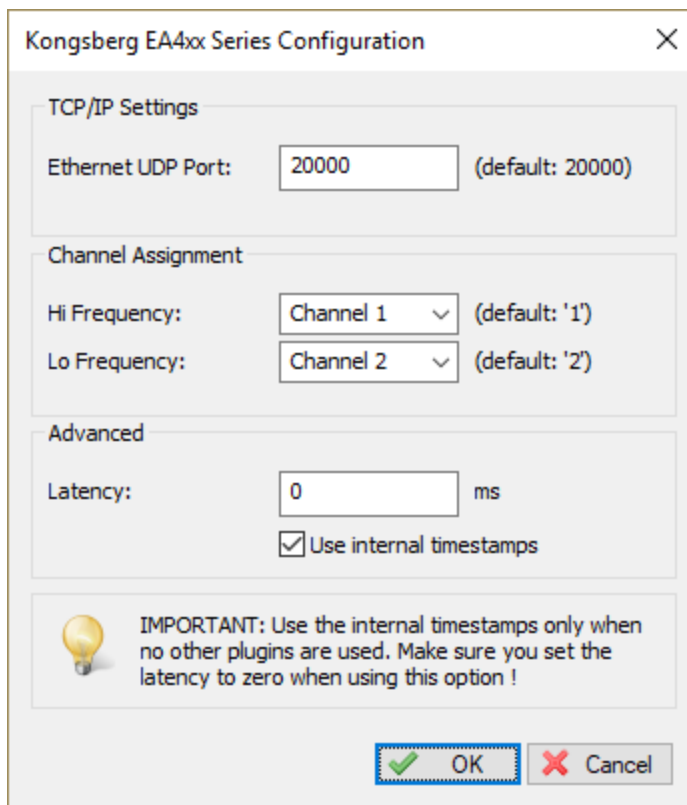 Kongsberg EA4xx Series Configuration
TCP/IP Settings
Ethernet UDP Port: 20000 (default: 20000)
Channel Assignment
Hi Frequency: Channel 1 (default: '1')
Lo Frequency: Channel 2 (default: '2')
Advanced
Latency: 0 ms
Use internal timestamps
IMPORTANT: Use the internal timestamps only when
no other plugins are used. Make sure you set the
latency to zero when using this option !
OK Cancel